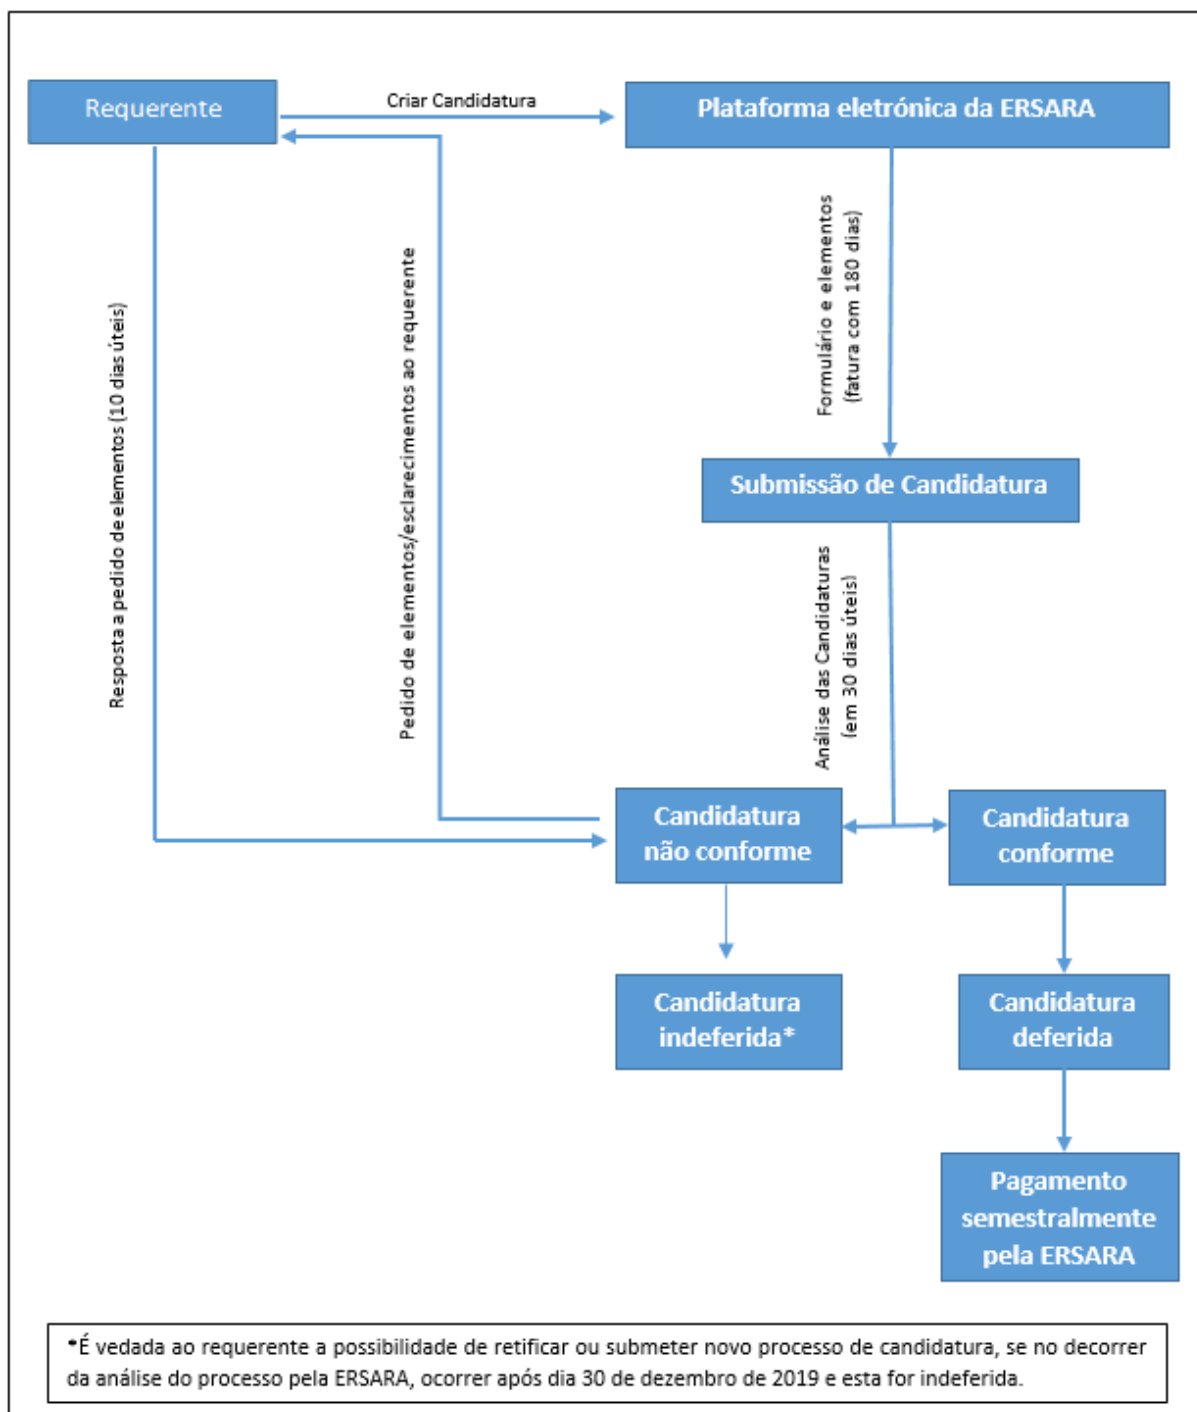 Requerente
Criar Candidatura
Plataforma eletrónica da ERSARA
Formulário e elementos
(fatura com 180 dias)
Resposta a pedido de elementos (10 dias úteis)
Pedido de elementos/esclarecimentos ao requerente
Submissão de Candidatura
Análise das Candidaturas
(em 30 dias úteis)
Candidatura
não conforme
Candidatura
conforme
Candidatura
indeferida*
Candidatura
deferida
Pagamento
semestralmente
pela ERSARA
*É vedada ao requerente a possibilidade de retificar ou submeter novo processo de candidatura, se no decorrer
da análise do processo pela ERSARA, ocorrer após dia 30 de dezembro de 2019 e esta for indeferida.